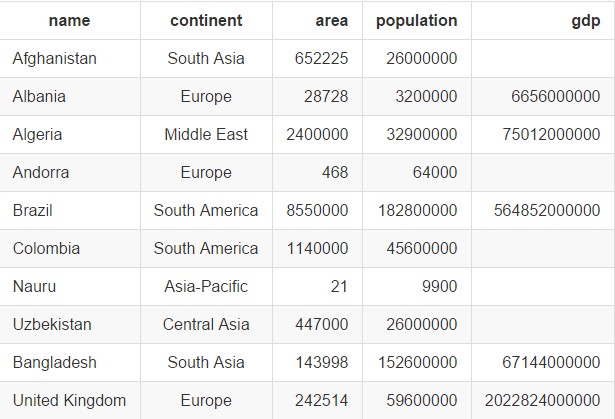 name continent area population gdp
Afghanistan South Asia 652225 26000000
Albania Europe 28728 3200000 6656000000
Algeria Middle East 2400000 32900000 75012000000
Andorra Europe 468 64000
Brazil South America 8550000 182800000 564852000000
Colombia South America 1140000 45600000
Nauru Asia-Pacific 21 9900
Uzbekistan Central Asia 447000 26000000
Bangladesh South Asia 143998 152600000 67144000000
United Kingdom Europe 242514 59600000 2022824000000